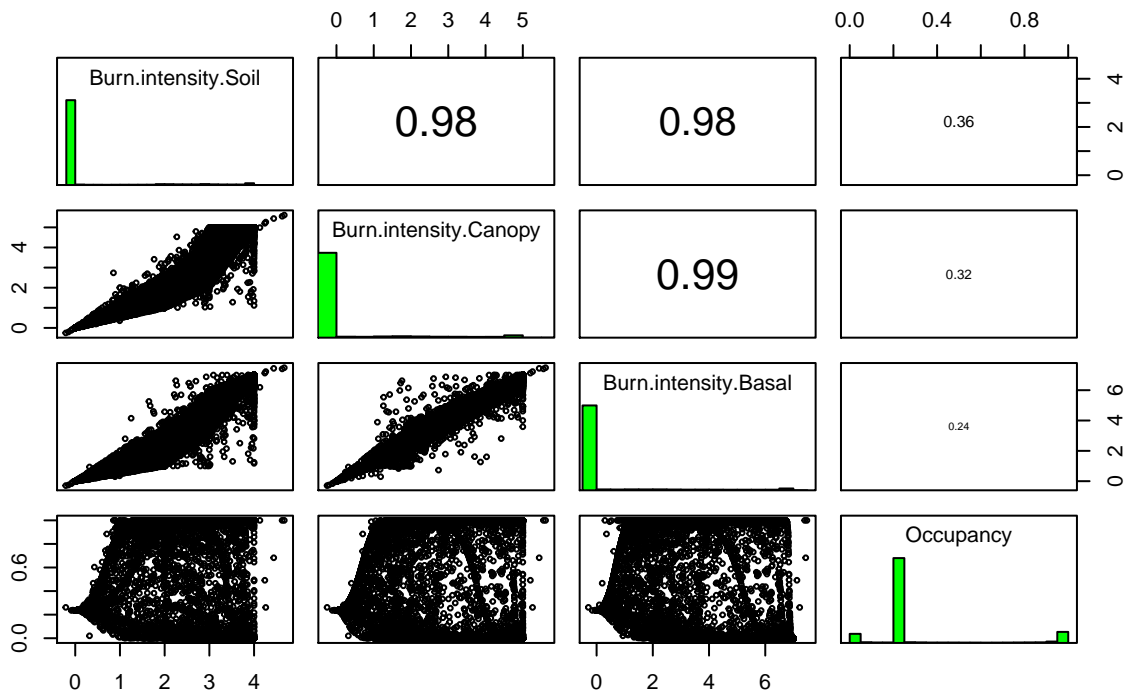 0 1 2 3 4 5
0.0 0.4 0.8
Burn.intensity.Soil
0.98
0.98
0.36
0 2 4
0 2 4
Burn.intensity.Canopy
0.99
0.32
Burn.intensity.Basal
0.24
0 2 4 6
0.0 0.6
Occupancy
0 1 2 3 4
0 2 4 6